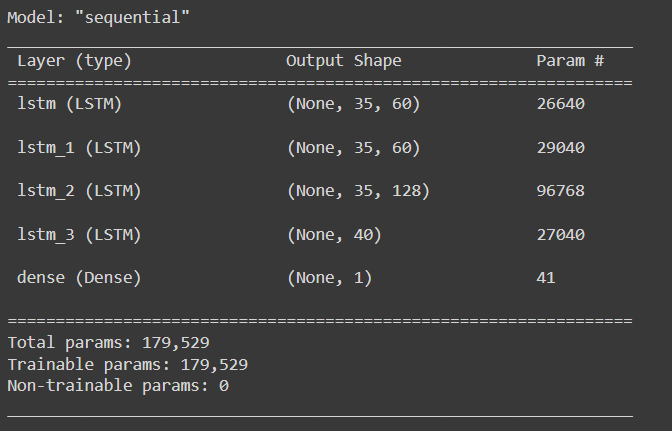 Model: "sequential"
_________________________________________________________________
Layer (type) Output Shape Param #
=================================================================
lstm (LSTM) (None, 35, 60) 26640
lstm_1 (LSTM) (None, 35, 60) 29040
lstm_2 (LSTM) (None, 35, 128) 96768
lstm_3 (LSTM) (None, 40) 27040
dense (Dense) (None, 1) 41
=================================================================
Total params: 179,529
Trainable params: 179,529
Non-trainable params: 0
_________________________________________________________________